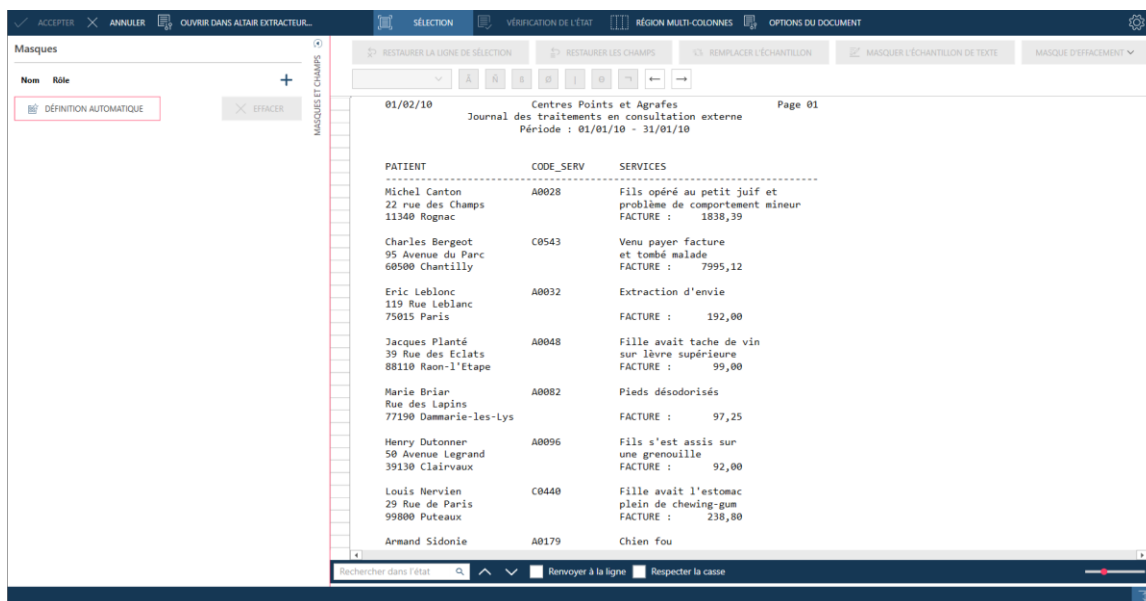 ACCEPTER ANNULER OUVRIR DANS ALTAIR EXTRACTEUR... SÉLECTION VÉRIFICATION DE L'ÉTAT RÉGION MULTI-COLONNES OPTIONS DU DOCUMENT
Masques
Nom Rôle
DÉFINITION AUTOMATIQUE EFFACER
MASQUES ET CHAMPS
RESTAURER LA LIGNE DE SÉLECTION RESTAURER LES CHAMPS REMPLACER L'ÉCHANTILLON MASQUER L'ÉCHANTILLON DE TEXTE MASQUE D'EFFACEMENT
01/02/10 Centres Points et Agrafes Page 01
Journal des traitements en consultation externe
Période : 01/01/10 - 31/01/10
PATIENT CODE_SERV SERVICES
Michel Canton A0028 Fils opéré au petit juif et
22 rue des Champs problème de comportement mineur
11340 Rognac FACTURE : 1838,39
Charles Bergeot C0543 Venu payer facture
95 Avenue du Parc et tombé malade
60500 Chantilly FACTURE : 7995,12
Eric Leblonc A0032 Extraction d'envie
119 Rue Leblanc
75015 Paris FACTURE : 192,00
Jacques Planté A0048 Fille avait tache de vin
39 Rue des Eclats sur lèvre supérieure
88110 Raon-l'Etape FACTURE : 99,00
Marie Briar A0082 Pieds désodorisés
Rue des Lapins
77190 Dammarie-les-Lys FACTURE : 97,25
Henry Dutonner A0096 Fils s'est assis sur
50 Avenue Legrand une grenouille
39130 Clairvaux FACTURE : 92,00
Louis Nervien C0440 Fille avait l'estomac
29 Rue de Paris plein de chewing-gum
99800 Puteaux FACTURE : 238,80
Armand Sidonie A0179 Chien fou
Rechercher dans l'état Renvoyer à la ligne Respecter la casse